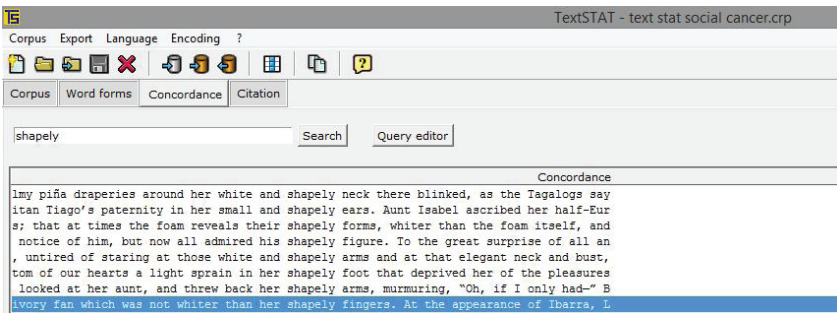 TS TextSTAT - text stat social cancer.crp
Corpus Export Language Encoding ?
?
Corpus Word forms Concordance Citation
shapely Search Query editor
Concordance
lmy piña draperies around her white and shapely neck there blinked, as the Tagalogs say
itan Tiago’s paternity in her small and shapely ears. Aunt Isabel ascribed her half-Eur
s; that at times the foam reveals their shapely forms, whiter than the foam itself, and
notice of him, but now all admired his shapely figure. To the great surprise of all an
, untired of staring at those white and shapely arms and at that elegant neck and bust,
tom of our hearts a light sprain in her shapely foot that deprived her of the pleasures
looked at her aunt, and threw back her shapely arms, murmuring, “Oh, if I only had—” B
ivory fan which was not whiter than her shapely fingers. At the appearance of Ibarra, L